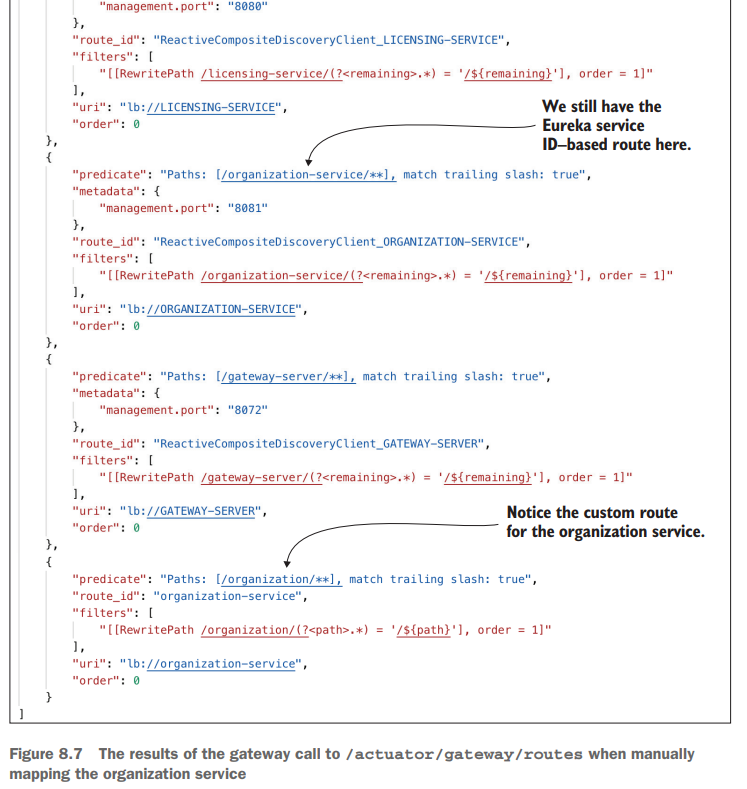 "management.port": "8080"
},
"route_id": "ReactiveCompositeDiscoveryClient_LICENSING-SERVICE",
"filters": [
"[[RewritePath /licensing-service/(?<remaining>.*) = '/${remaining}'], order = 1]"
],
"uri": "lb://LICENSING-SERVICE",
"order": 0
},
We still have the
Eureka service
ID–based route here.
{
"predicate": "Paths: [/organization-service/**], match trailing slash: true",
"metadata": {
"management.port": "8081"
},
"route_id": "ReactiveCompositeDiscoveryClient_ORGANIZATION-SERVICE",
"filters": [
"[[RewritePath /organization-service/(?<remaining>.*) = '/${remaining}'], order = 1]"
],
"uri": "lb://ORGANIZATION-SERVICE",
"order": 0
},
{
"predicate": "Paths: [/gateway-server/**], match trailing slash: true",
"metadata": {
"management.port": "8072"
},
"route_id": "ReactiveCompositeDiscoveryClient_GATEWAY-SERVER",
"filters": [
"[[RewritePath /gateway-server/(?<remaining>.*) = '/${remaining}'], order = 1]"
],
"uri": "lb://GATEWAY-SERVER",
"order": 0
},
Notice the custom route
for the organization service.
{
"predicate": "Paths: [/organization/**], match trailing slash: true",
"route_id": "organization-service",
"filters": [
"[[RewritePath /organization/(?<path>.*) = '/${path}'], order = 1]"
],
"uri": "lb://organization-service",
"order": 0
}
]
Figure 8.7 The results of the gateway call to /actuator/gateway/routes when manually
mapping the organization service